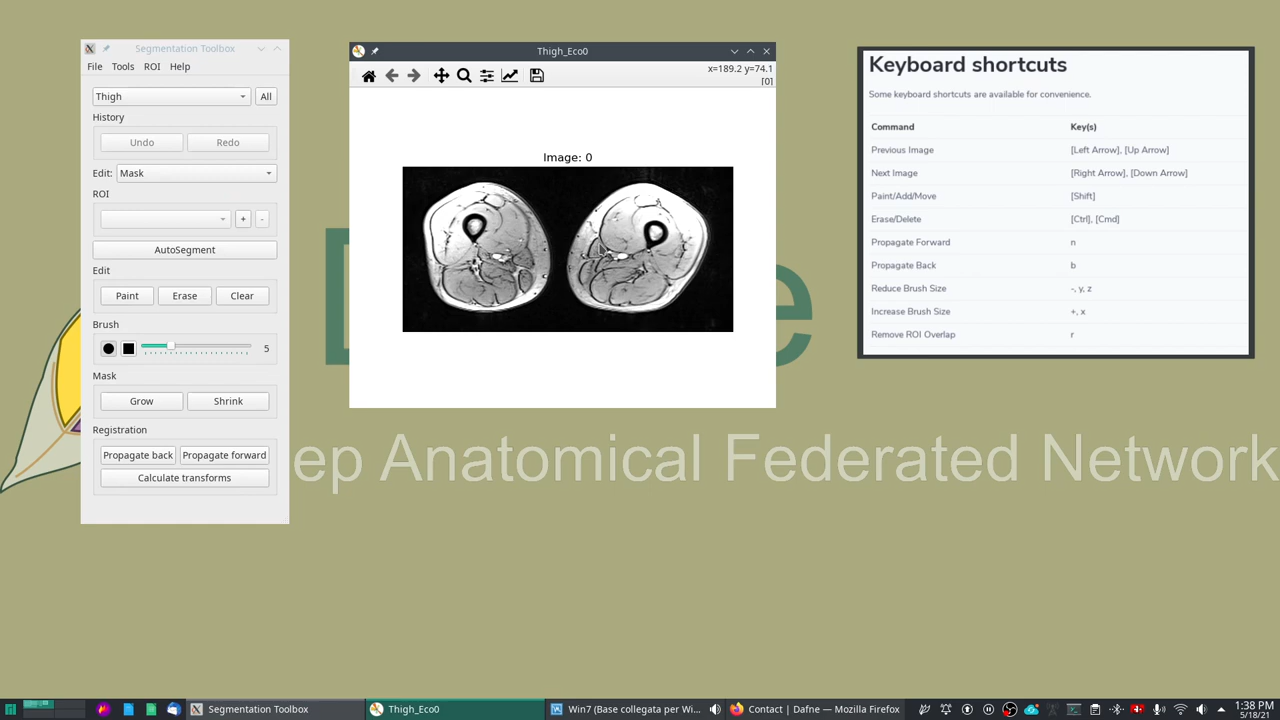 Segmentation Toolbox
File Tools ROI Help
Thigh
All
History
Undo Redo
Edit: Mask
ROI
+ -
AutoSegment
Edit
Paint Erase Clear
Brush
5
Mask
Grow Shrink
Registration
Propagate back Propagate forward
Calculate transforms
Thigh_Eco0
x=189.2 y=74.1
[0]
Image: 0
Keyboard shortcuts
Some keyboard shortcuts are available for convenience.
Command Key(s)
Previous Image [Left Arrow], [Up Arrow]
Next Image [Right Arrow], [Down Arrow]
Paint/Add/Move [Shift]
Erase/Delete [Ctrl], [Cmd]
Propagate Forward n
Propagate Back b
Reduce Brush Size -, y, z
Increase Brush Size +, x
Remove ROI Overlap r
ep Anatomical Federated Network
Segmentation Toolbox
Thigh_Eco0
Win7 (Base collegata per Wi...
Contact | Dafne — Mozilla Firefox
1:38 PM
5/18/21